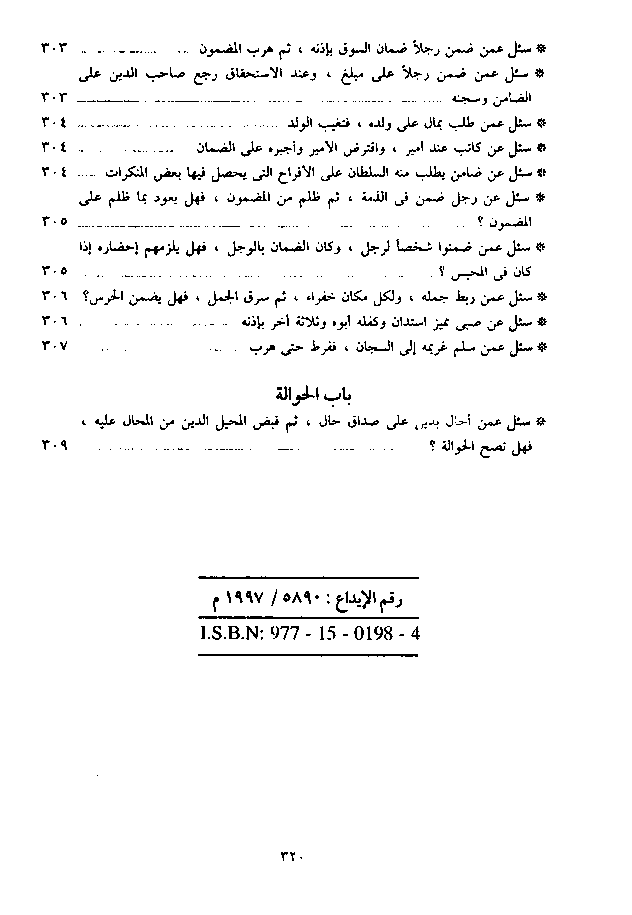 * سئل عمن ضمن رجلاً ضمان السوق بإذنه ، ثم هرب المضمون ... ٣٠٣
* سئل عمن ضمن رجلاً على مبلغ ، وعند الاستحقاق رجع صاحب الدين على
الضامن وسجنه ... ٣٠٣
* سئل عمن طلب بمال على ولده ، فتغيب الولد ... ٣٠٤
* سئل عن كاتب عند أمير ، واقترض الأمير وأجبره على الضمان ... ٣٠٤
* سئل عن ضامن يطلب منه السلطان على الأفراح التى يحصل فيها بعض المنكرات ... ٣٠٤
* سئل عن رجل ضمن فى الذمة ، ثم ظلم من المضمون ، فهل يعود بما ظلم على
المضمون ؟ ... ٣٠٥
* سئل عمن ضمنوا شخصاً لرجل ، وكان الضمان بالوجل ، فهل يلزمهم إحضاره إذا
كان فى المحبس ؟ ... ٣٠٥
* سئل عمن ربط جمله ، ولكل مكان خفراء ، ثم سرق الجمل ، فهل يضمن الحرس؟ ٣٠٦
* سئل عن صبى مميز استدان وكفله أبوه وثلاثة أخر بإذنه ... ٣٠٦
* سئل عمن سلم غريمه إلى السجان ، ففرط حتى هرب ... ٣٠٧
باب الحوالة
* سئل عمن أحال بدين على صداق حال ، ثم قبض المحيل الدين من المحال عليه ،
فهل تصح الحوالة ؟ ... ٣٠٩
رقم الإيداع : ٥٨٩٠ / ١٩٩٧ م
I.S.B.N: 977 - 15 - 0198 - 4
٣٢٠